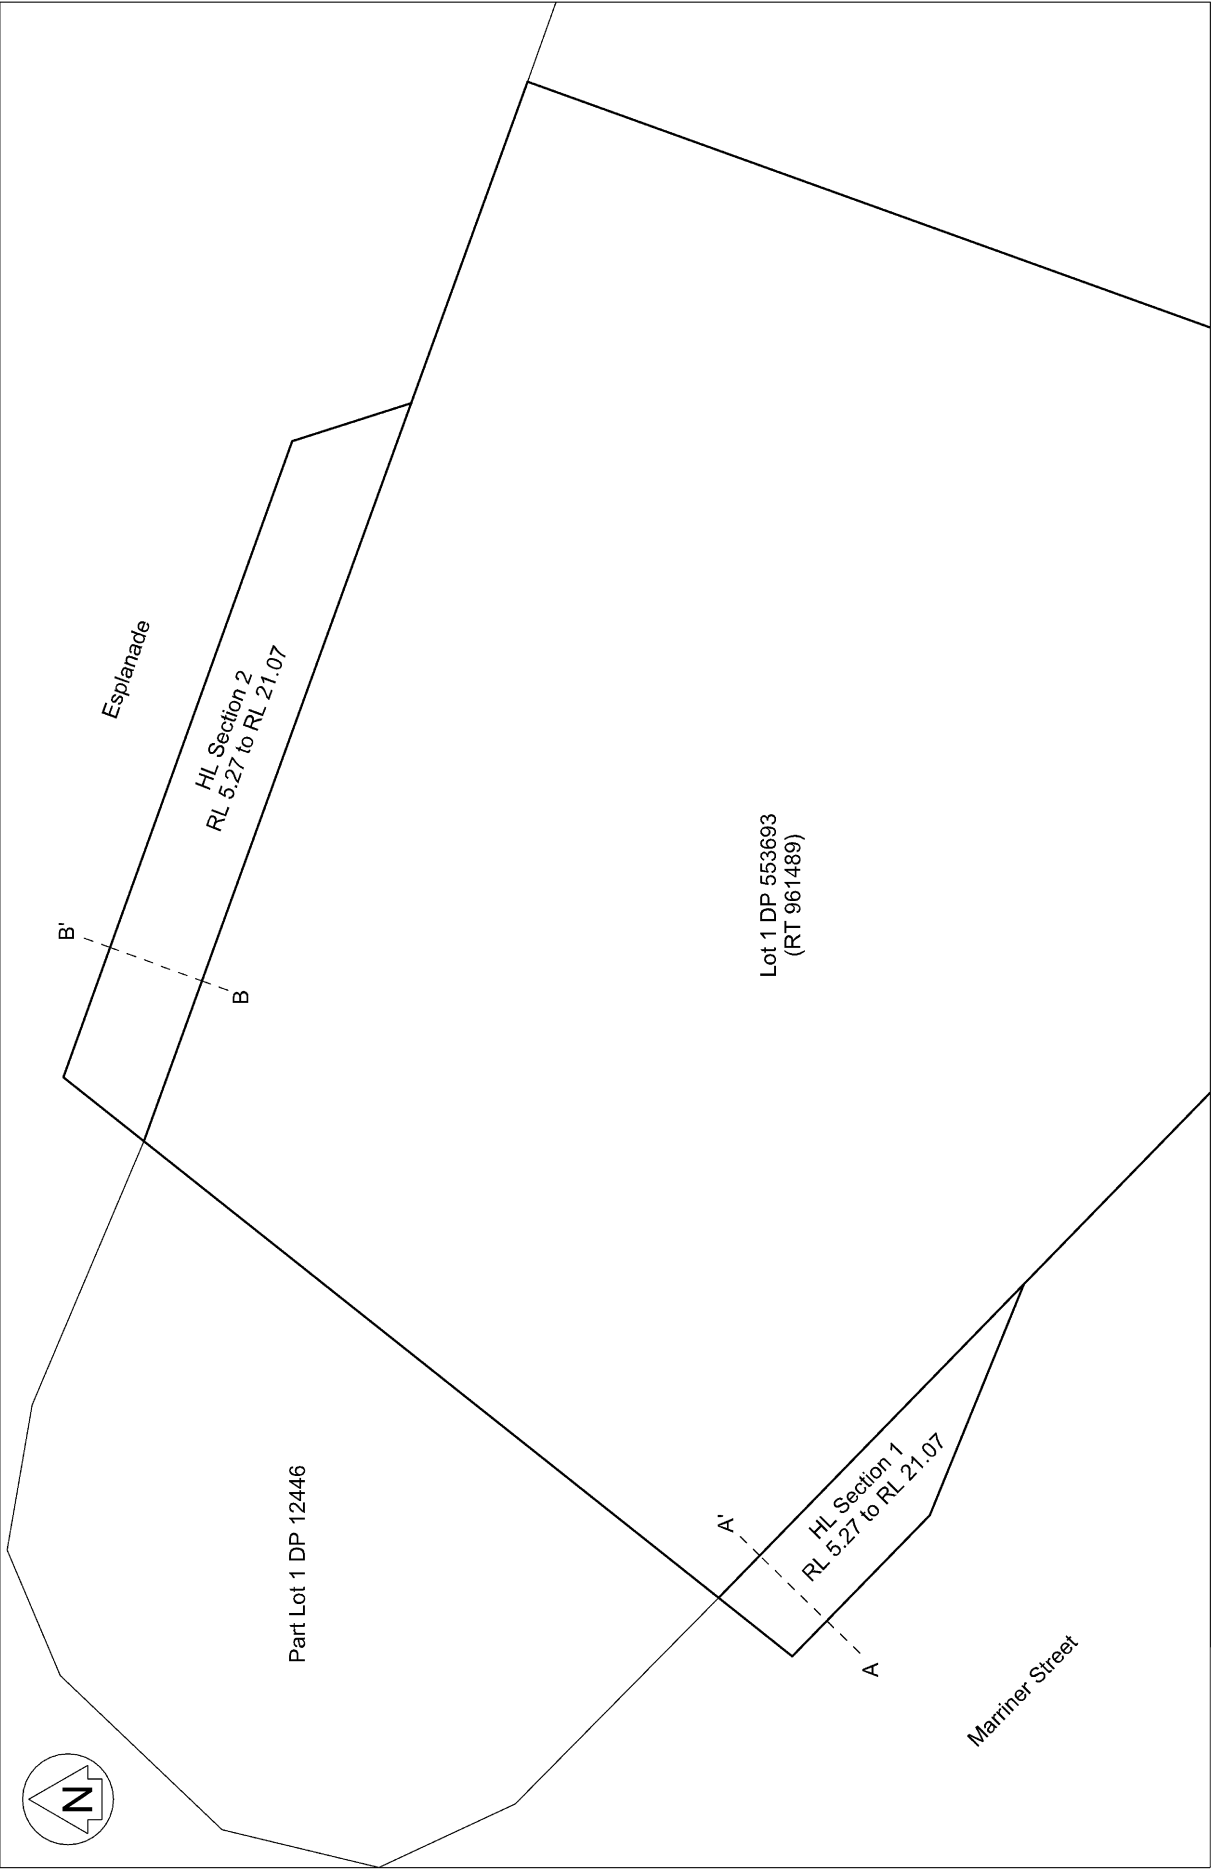 Esplanade
HL Section 2
RL 5.27 to RL 21.07
B'
B
Lot 1 DP 553693
(RT 961489)
Part Lot 1 DP 12446
A'
HL Section 1
RL 5.27 to RL 21.07
A
Marriner Street
N